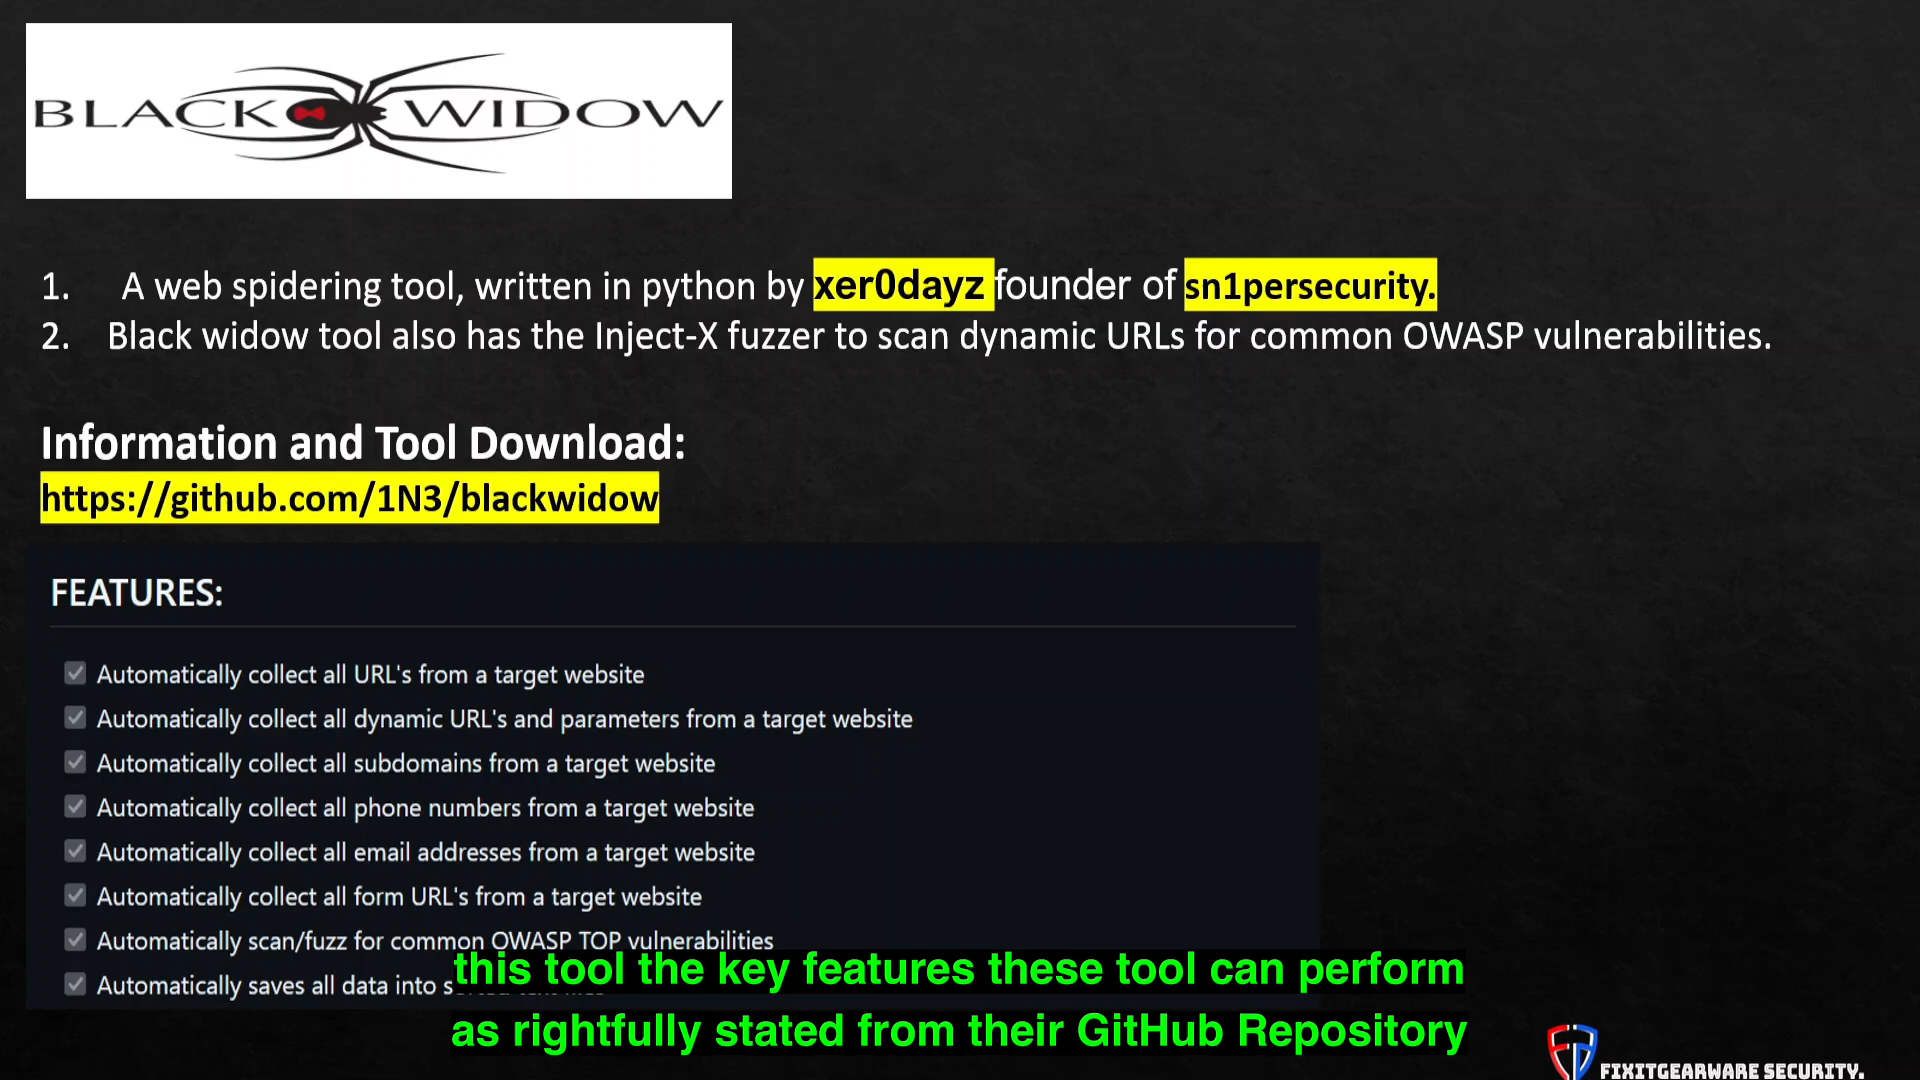 BLACK WIDOW
1. A web spidering tool, written in python by xer0dayz founder of sn1persecurity.
2. Black widow tool also has the Inject-X fuzzer to scan dynamic URLs for common OWASP vulnerabilities.
Information and Tool Download:
https://github.com/1N3/blackwidow
FEATURES:
Automatically collect all URL's from a target website
Automatically collect all dynamic URL's and parameters from a target website
Automatically collect all subdomains from a target website
Automatically collect all phone numbers from a target website
Automatically collect all email addresses from a target website
Automatically collect all form URL's from a target website
Automatically scan/fuzz for common OWASP TOP vulnerabilities
Automatically saves all data into
this tool the key features these tool can perform
as rightfully stated from their GitHub Repository
FIXITGEARWARE SECURITY.